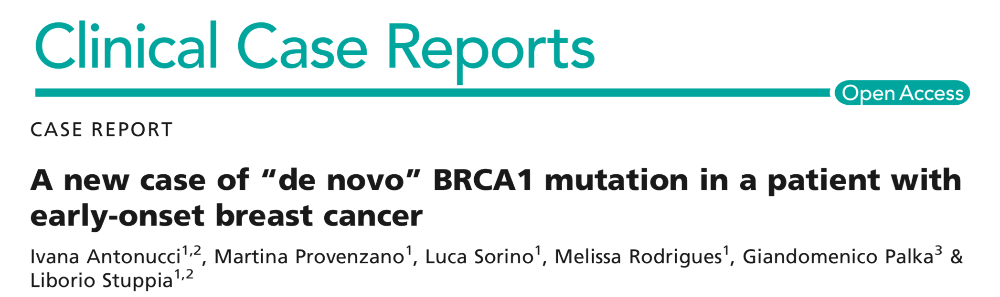 Clinical Case Reports
Open Access
CASE REPORT
A new case of “de novo” BRCA1 mutation in a patient with
early-onset breast cancer
Ivana Antonucci1,2, Martina Provenzano1, Luca Sorino1, Melissa Rodrigues1, Giandomenico Palka3 &
Liborio Stuppia1,2